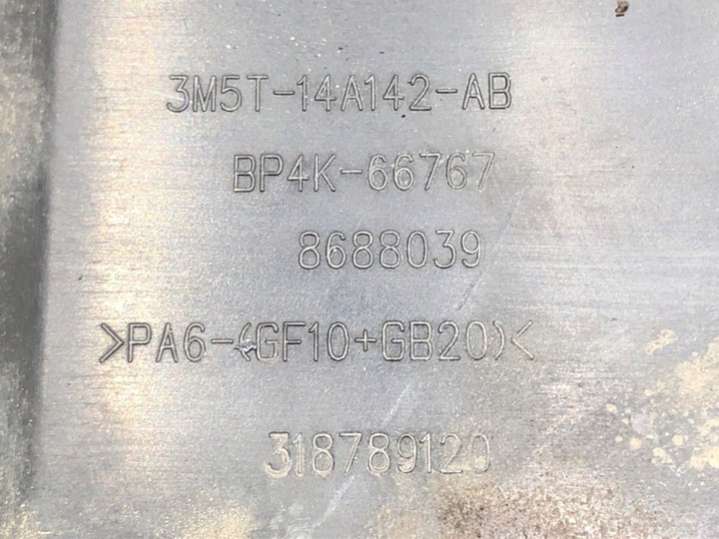 3M5T-14A142-AB
BP4K-66767
8688039
>PA6-(GF10+GB20)<
318789120